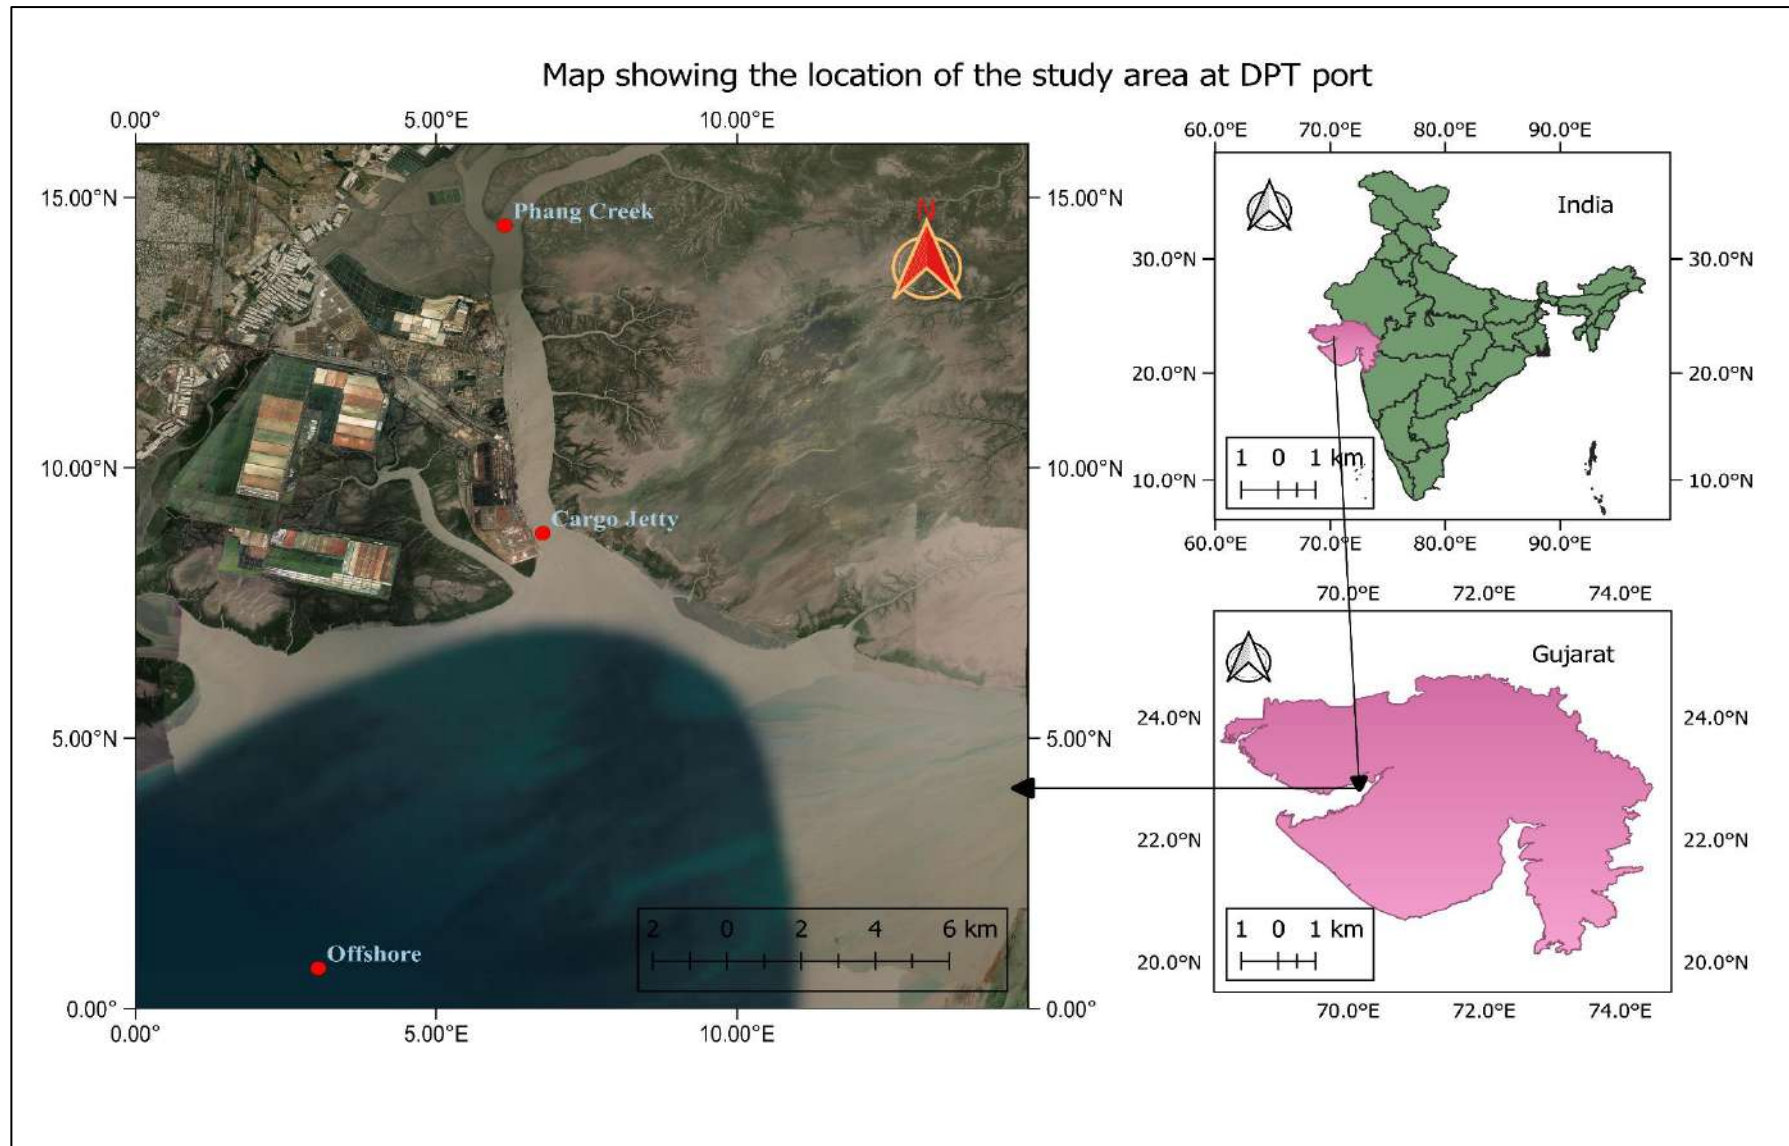 Map showing the location of the study area at DPT port
0.00° 5.00°E 10.00°E
15.00°N 15.00°N
10.00°N 10.00°N
5.00°N 5.00°N
0.00° 0.00°
0.00° 5.00°E 10.00°E
Phang Creek
N
Cargo Jetty
Offshore
2 0 2 4 6 km
60.0°E 70.0°E 80.0°E 90.0°E
India
30.0°N 30.0°N
20.0°N 20.0°N
10.0°N 10.0°N
1 0 1 km
60.0°E 70.0°E 80.0°E 90.0°E
70.0°E 72.0°E 74.0°E
Gujarat
24.0°N 24.0°N
22.0°N 22.0°N
20.0°N 20.0°N
1 0 1 km
70.0°E 72.0°E 74.0°E